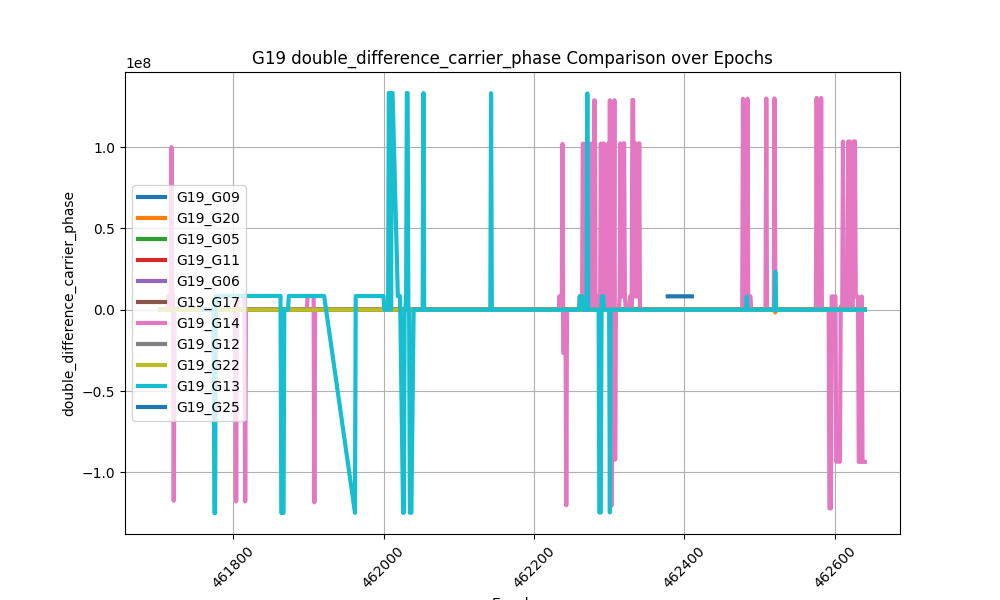 G19 double_difference_carrier_phase Comparison over Epochs
1e8
1.0
0.5
0.0
−0.5
−1.0
double_difference_carrier_phase
G19_G09
G19_G20
G19_G05
G19_G11
G19_G06
G19_G17
G19_G14
G19_G12
G19_G22
G19_G13
G19_G25
461800
462000
462200
462400
462600